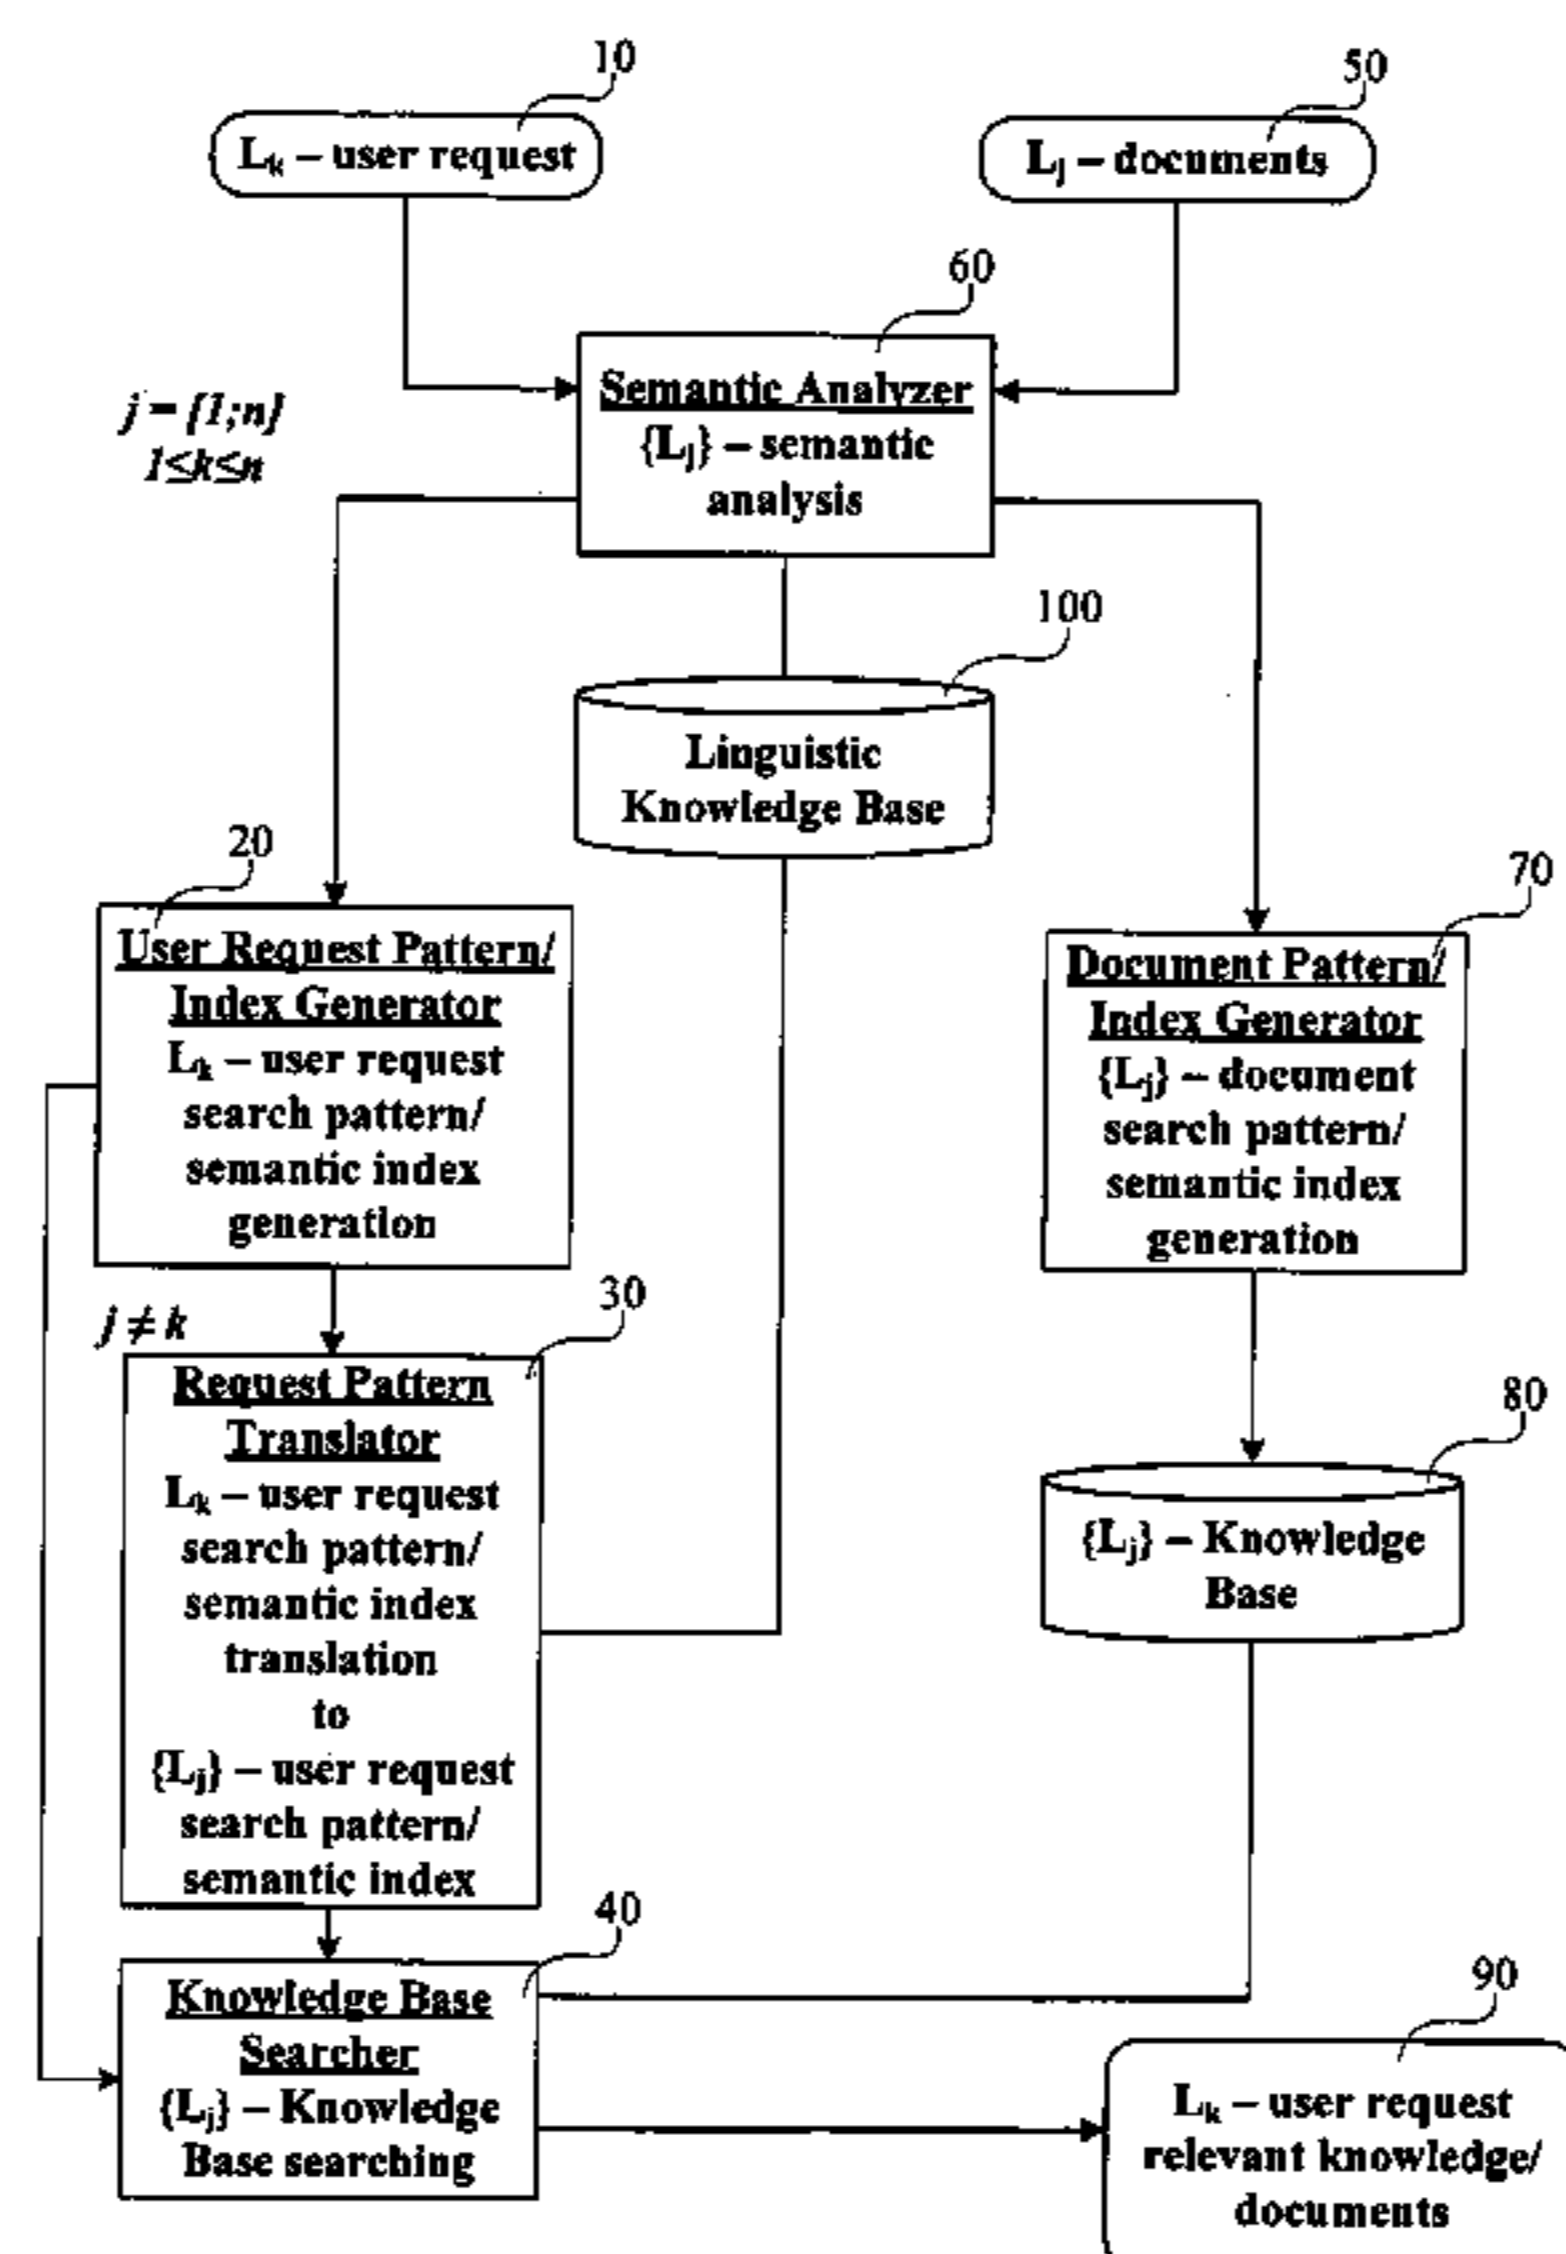 10
50
Lk – user request
Lj – documents
60
Semantic Analyzer
{Lj} – semantic
analysis
j = [1;n]
1≤k≤n
100
Linguistic
Knowledge Base
20
User Request Pattern/
Index Generator
Lk – user request
search pattern/
semantic index
generation
70
Document Pattern/
Index Generator
{Lj} – document
search pattern/
semantic index
generation
j ≠ k
30
Request Pattern
Translator
Lk – user request
search pattern/
semantic index
translation
to
{Lj} – user request
search pattern/
semantic index
80
{Lj} – Knowledge
Base
40
Knowledge Base
Searcher
{Lj} – Knowledge
Base searching
90
Lk – user request
relevant knowledge/
documents